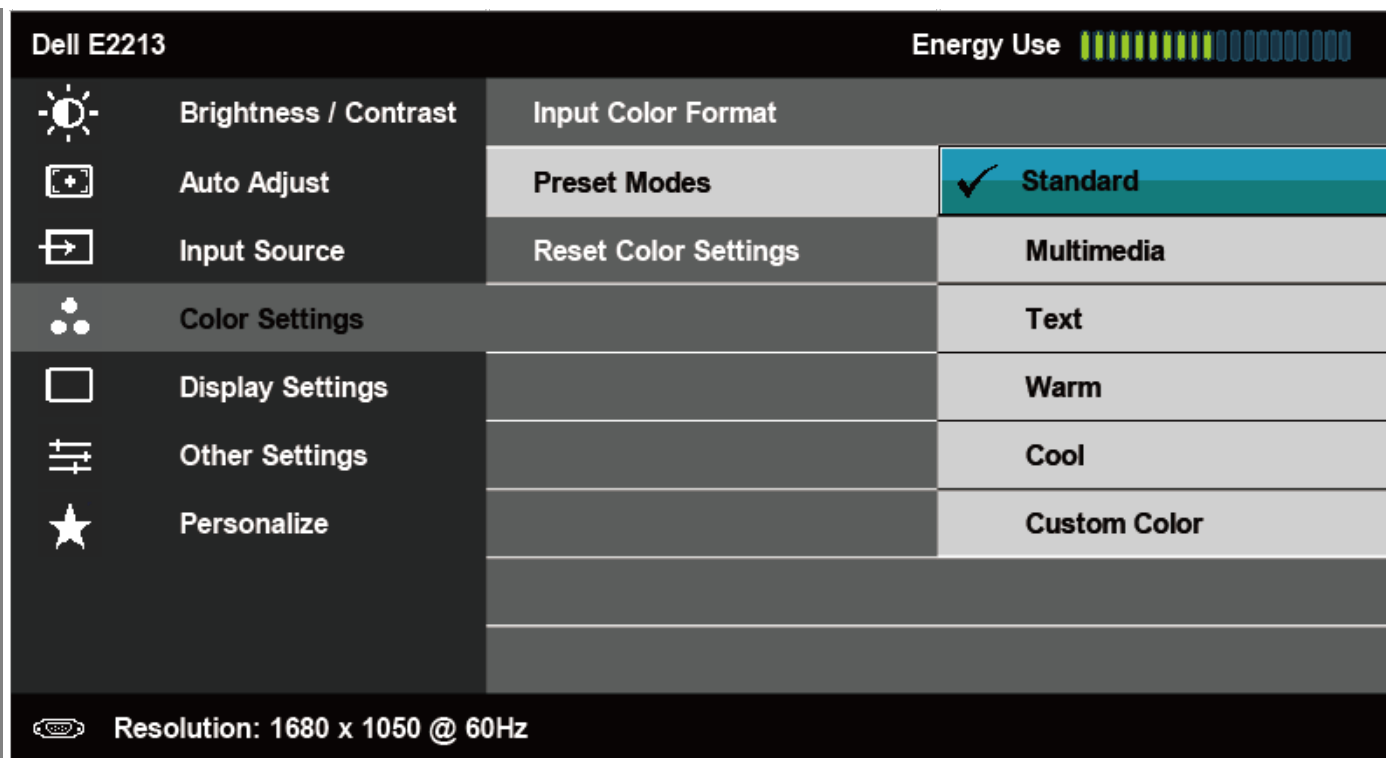 Dell E2213 Energy Use
Brightness / Contrast Input Color Format
Auto Adjust Preset Modes Standard
Input Source Reset Color Settings Multimedia
Color Settings Text
Display Settings Warm
Other Settings Cool
Personalize Custom Color
Resolution: 1680 x 1050 @ 60Hz